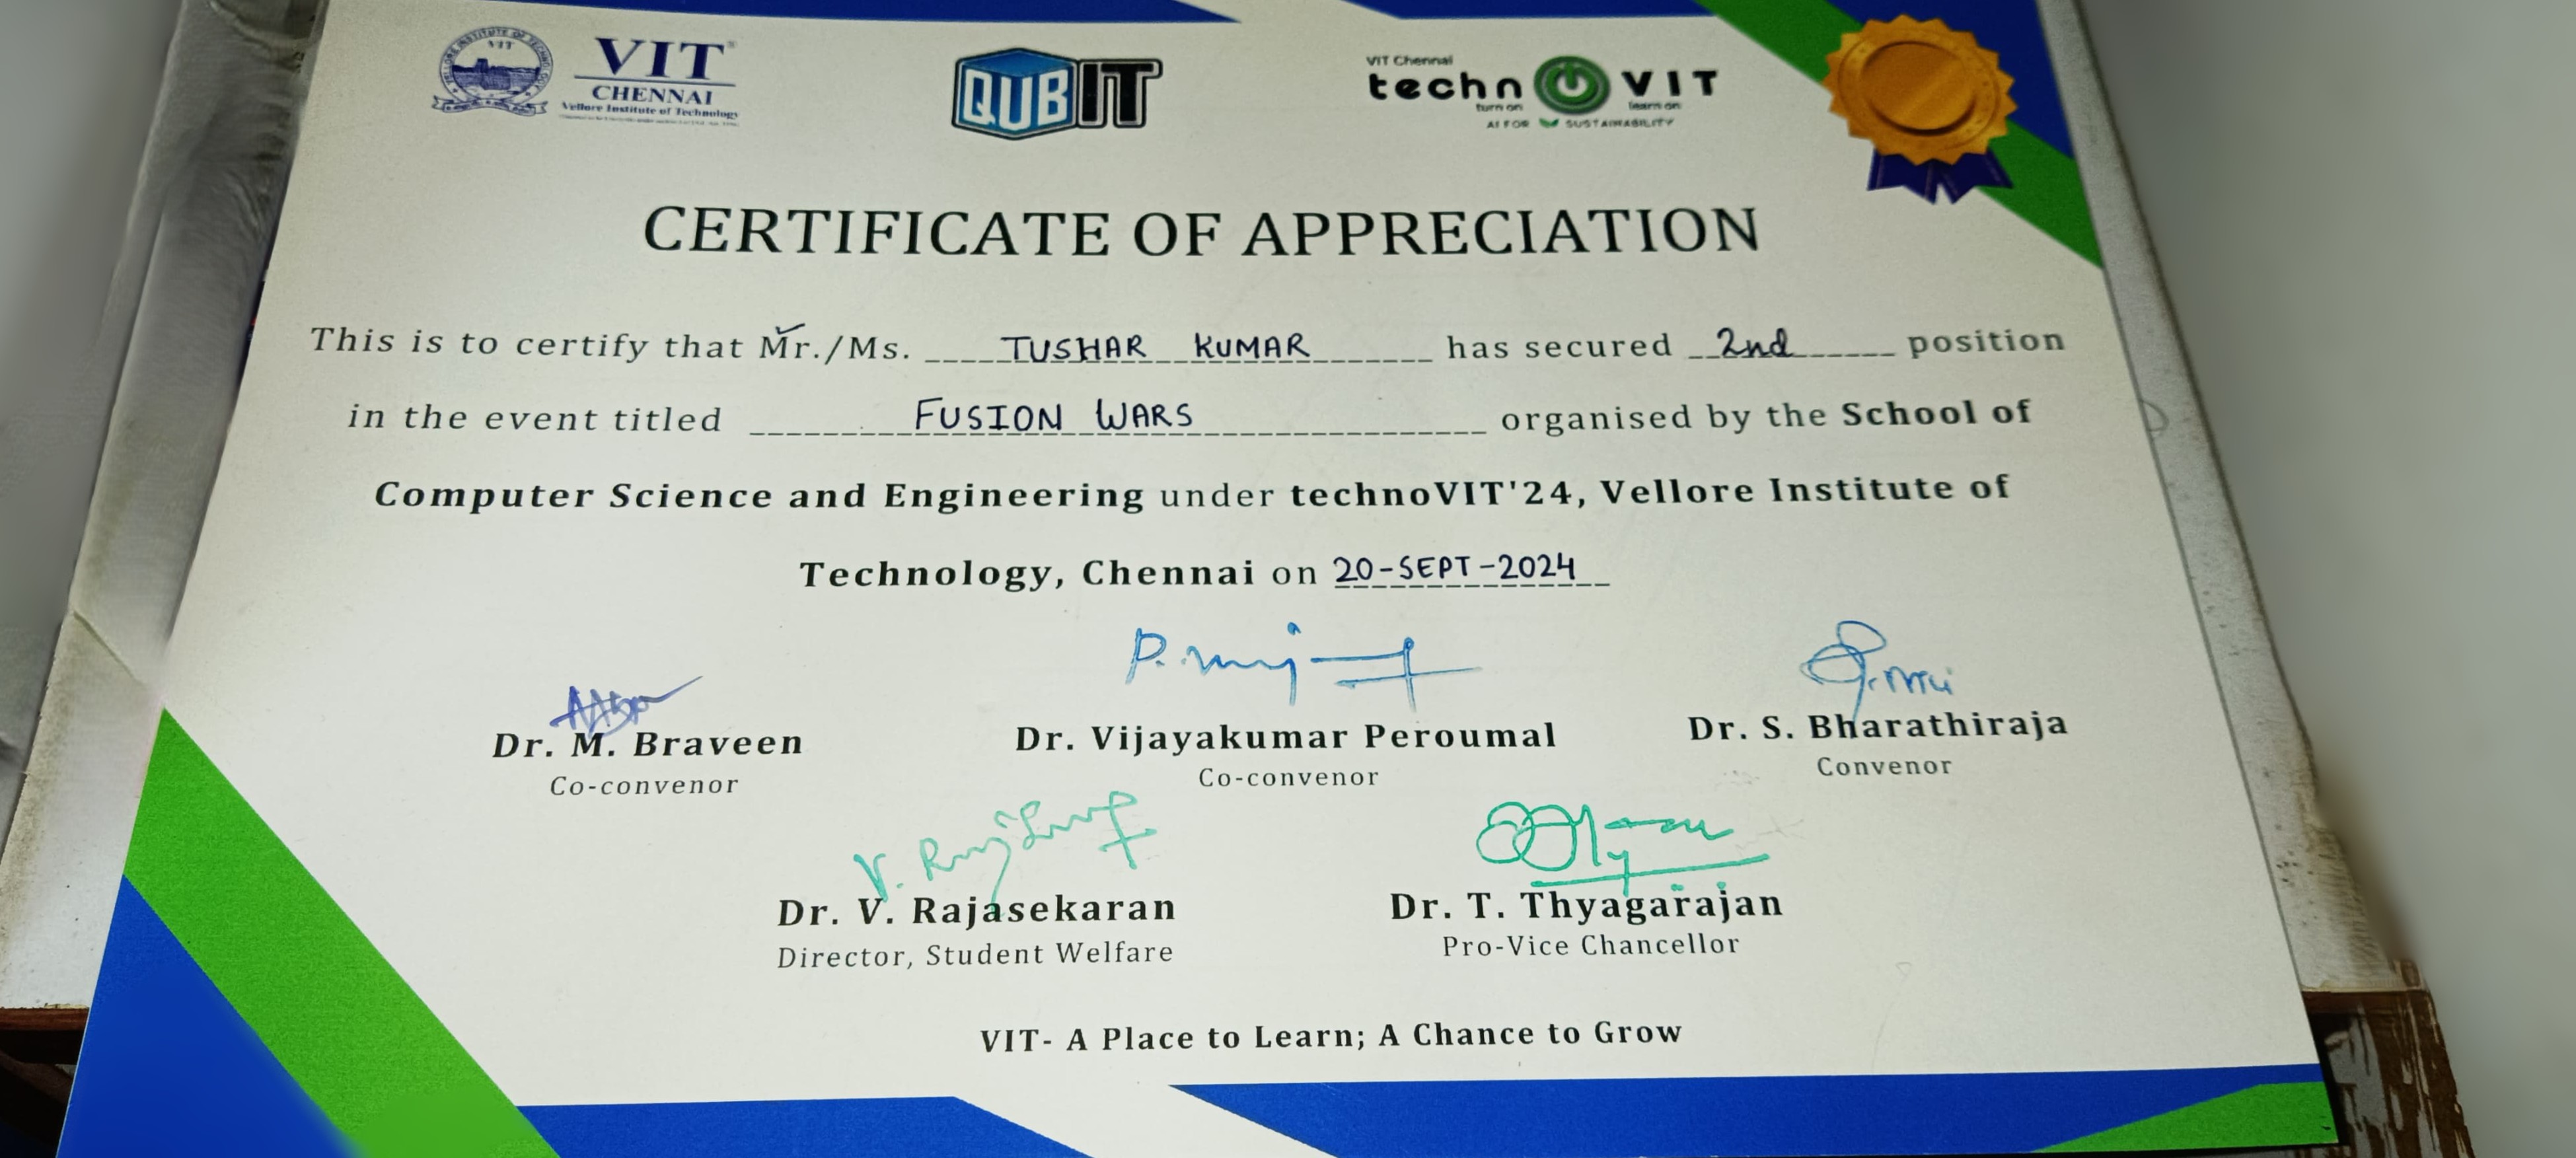 VIT
VIT®
CHENNAI
Vellore Institute of Technology
QUBIT
VIT Chennai
techn VIT
turn on learn on
AI FOR SUSTAINABILITY
CERTIFICATE OF APPRECIATION
This is to certify that Mr./Ms. TUSHAR KUMAR has secured 2nd position
in the event titled FUSION WARS organised by the School of
Computer Science and Engineering under technoVIT'24, Vellore Institute of
Technology, Chennai on 20-SEPT-2024
Dr. M. Braveen
Co-convenor
Dr. Vijayakumar Peroumal
Co-convenor
Dr. S. Bharathiraja
Convenor
Dr. V. Rajasekaran
Director, Student Welfare
Dr. T. Thyagarajan
Pro-Vice Chancellor
VIT- A Place to Learn; A Chance to Grow